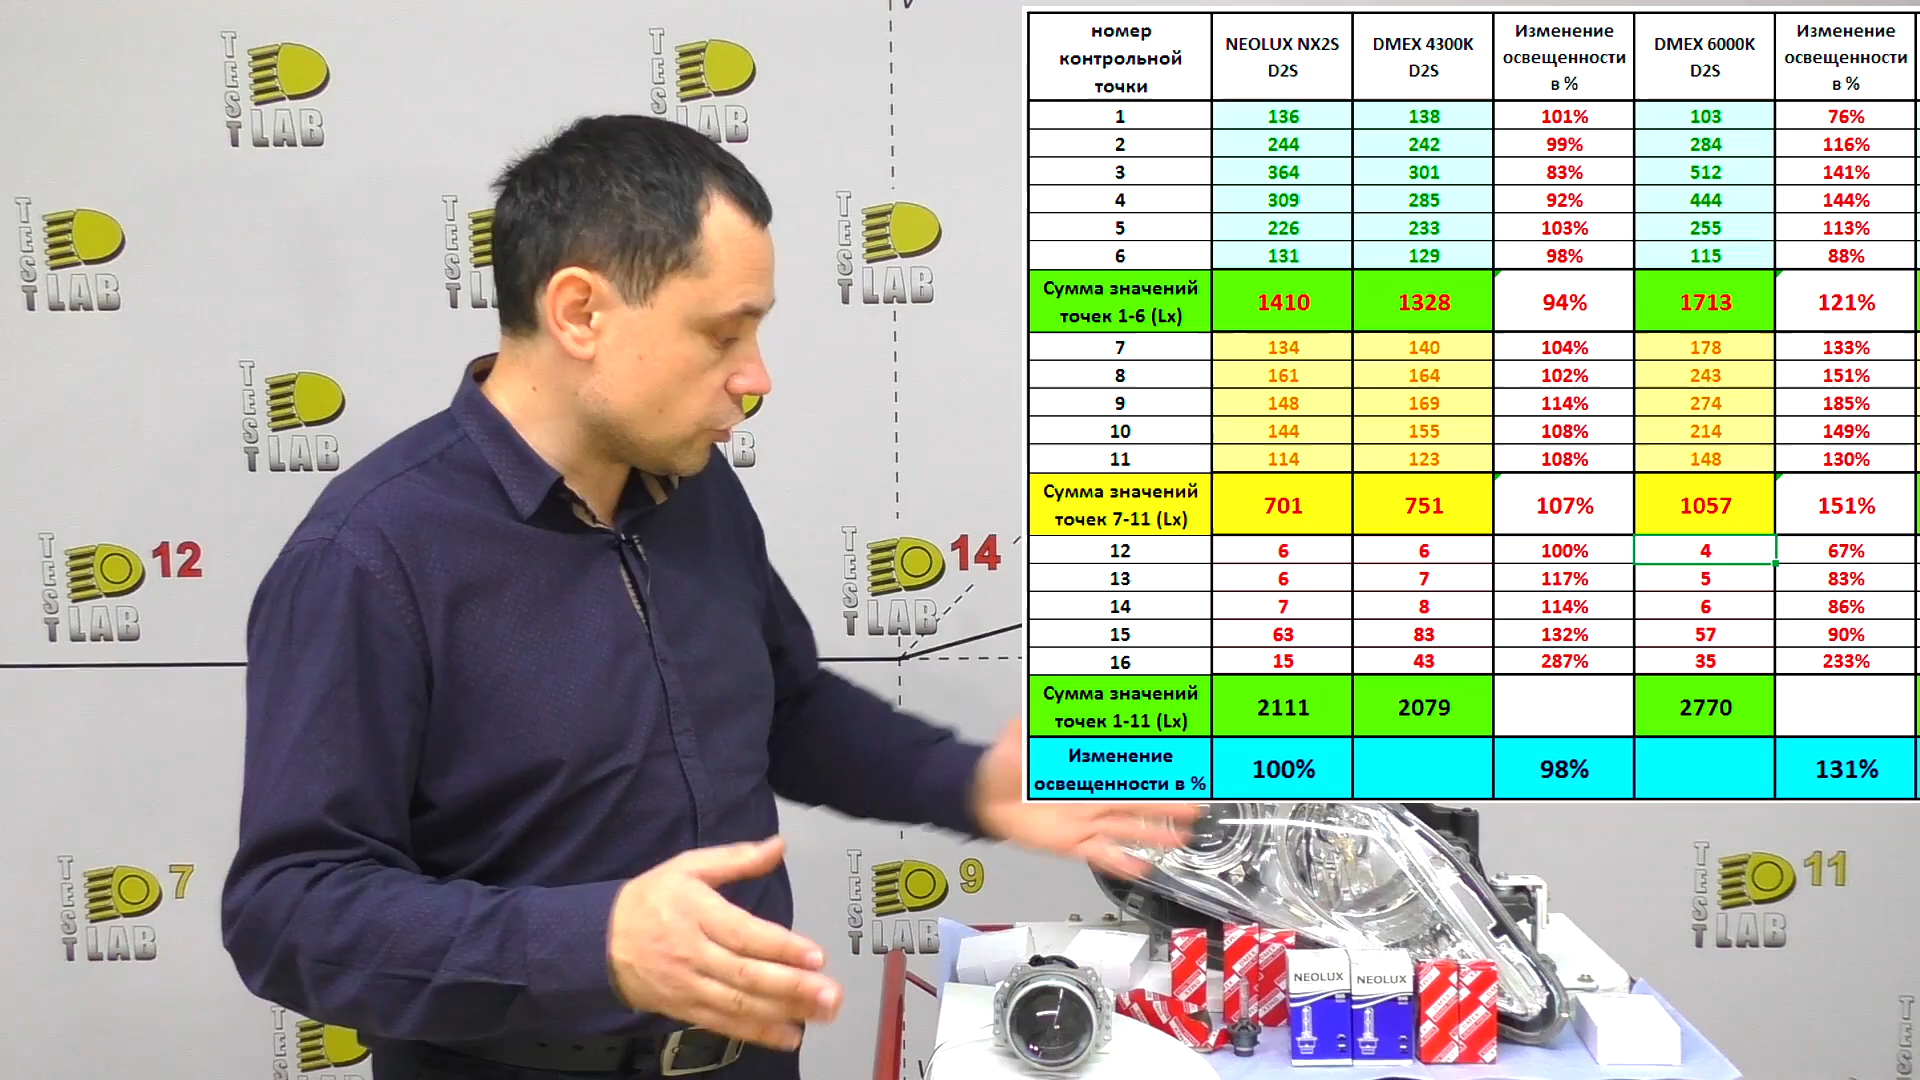 номер контрольной точки | NEOLUX NX2S D2S | DMEX 4300K D2S | Изменение освещенности в % | DMEX 6000K D2S | Изменение освещенности в %
1 136 138 101% 103 76%
2 244 242 99% 284 116%
3 364 301 83% 512 141%
4 309 285 92% 444 144%
5 226 233 103% 255 113%
6 131 129 98% 115 88%
Сумма значений точек 1-6 (Lx) 1410 1328 94% 1713 121%
7 134 140 104% 178 133%
8 161 164 102% 243 151%
9 148 169 114% 274 185%
10 144 155 108% 214 149%
11 114 123 108% 148 130%
Сумма значений точек 7-11 (Lx) 701 751 107% 1057 151%
12 6 6 100% 4 67%
13 6 7 117% 5 83%
14 7 8 114% 6 86%
15 63 83 132% 57 90%
16 15 43 287% 35 233%
Сумма значений точек 1-11 (Lx) 2111 2079 2770
Изменение освещенности в % 100% 98% 131%
TEST LAB
TEST LAB
TEST LAB
TEST LAB
TEST LAB
TEST LAB
TEST LAB 12
TEST LAB 14
TEST LAB 7
TEST LAB 9
TEST LAB 11
NEOLUX
NEOLUX
DMEX
DMEX